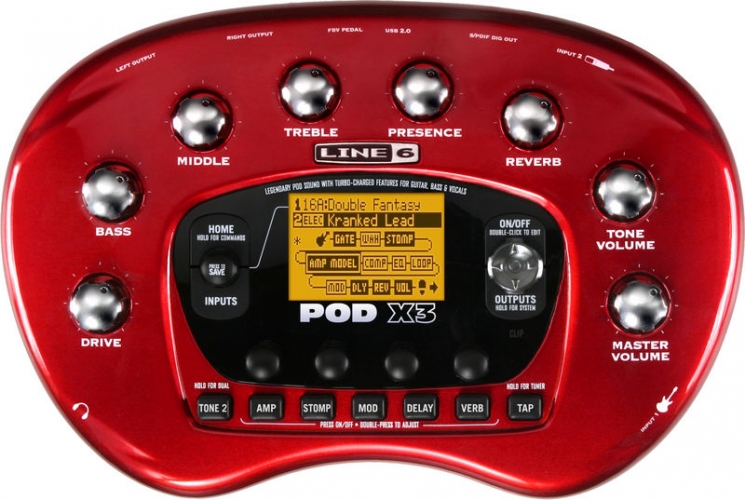 LEFT OUTPUT
RIGHT OUTPUT
FBV PEDAL
USB 2.0
S/PDIF DIG OUT
INPUT 2
MIDDLE
TREBLE
PRESENCE
REVERB
LINE 6
BASS
TONE VOLUME
LEGENDARY POD SOUND WITH TURBO-CHARGED FEATURES FOR GUITAR, BASS & VOCALS
HOME
HOLD FOR COMMANDS
PRESS TO SAVE
INPUTS
1 16A:Double Fantasy
2 ELEC Kranked Lead
* GATE WAH STOMP
AMP MODEL COMP EQ LOOP
MOD DLY REV VOL
ON/OFF
DOUBLE-CLICK TO EDIT
OUTPUTS
HOLD FOR SYSTEM
POD X3
CLIP
DRIVE
MASTER VOLUME
HOLD FOR DUAL
HOLD FOR TUNER
TONE 2
AMP
STOMP
MOD
DELAY
VERB
TAP
PRESS ON/OFF • DOUBLE-PRESS TO ADJUST
INPUT 1